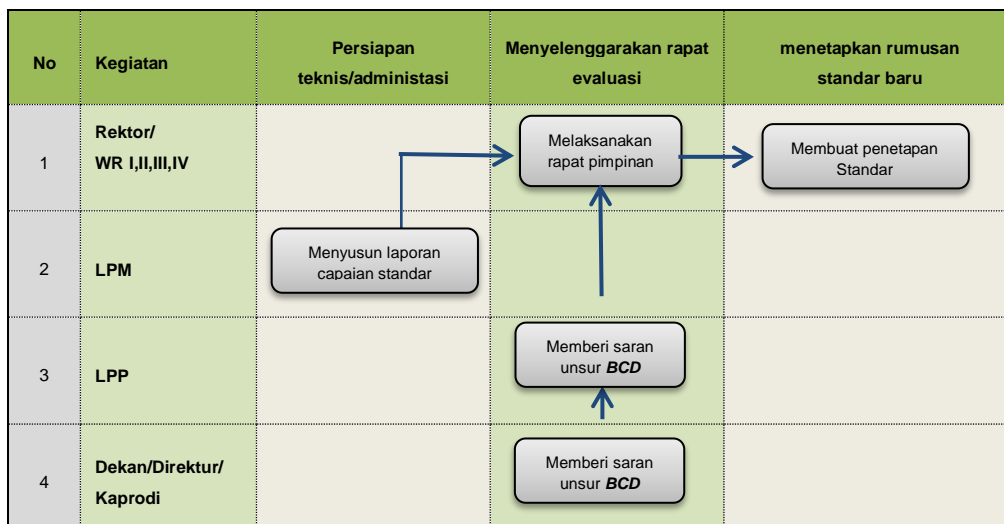 No
Kegiatan
Persiapan
teknis/administasi
Menyelenggarakan rapat
evaluasi
menetapkan rumusan
standar baru
1
Rektor/
WR I,II,III,IV
Melaksanakan
rapat pimpinan
Membuat penetapan
Standar
2
LPM
Menyusun laporan
capaian standar
3
LPP
Memberi saran
unsur BCD
4
Dekan/Direktur/
Kaprodi
Memberi saran
unsur BCD